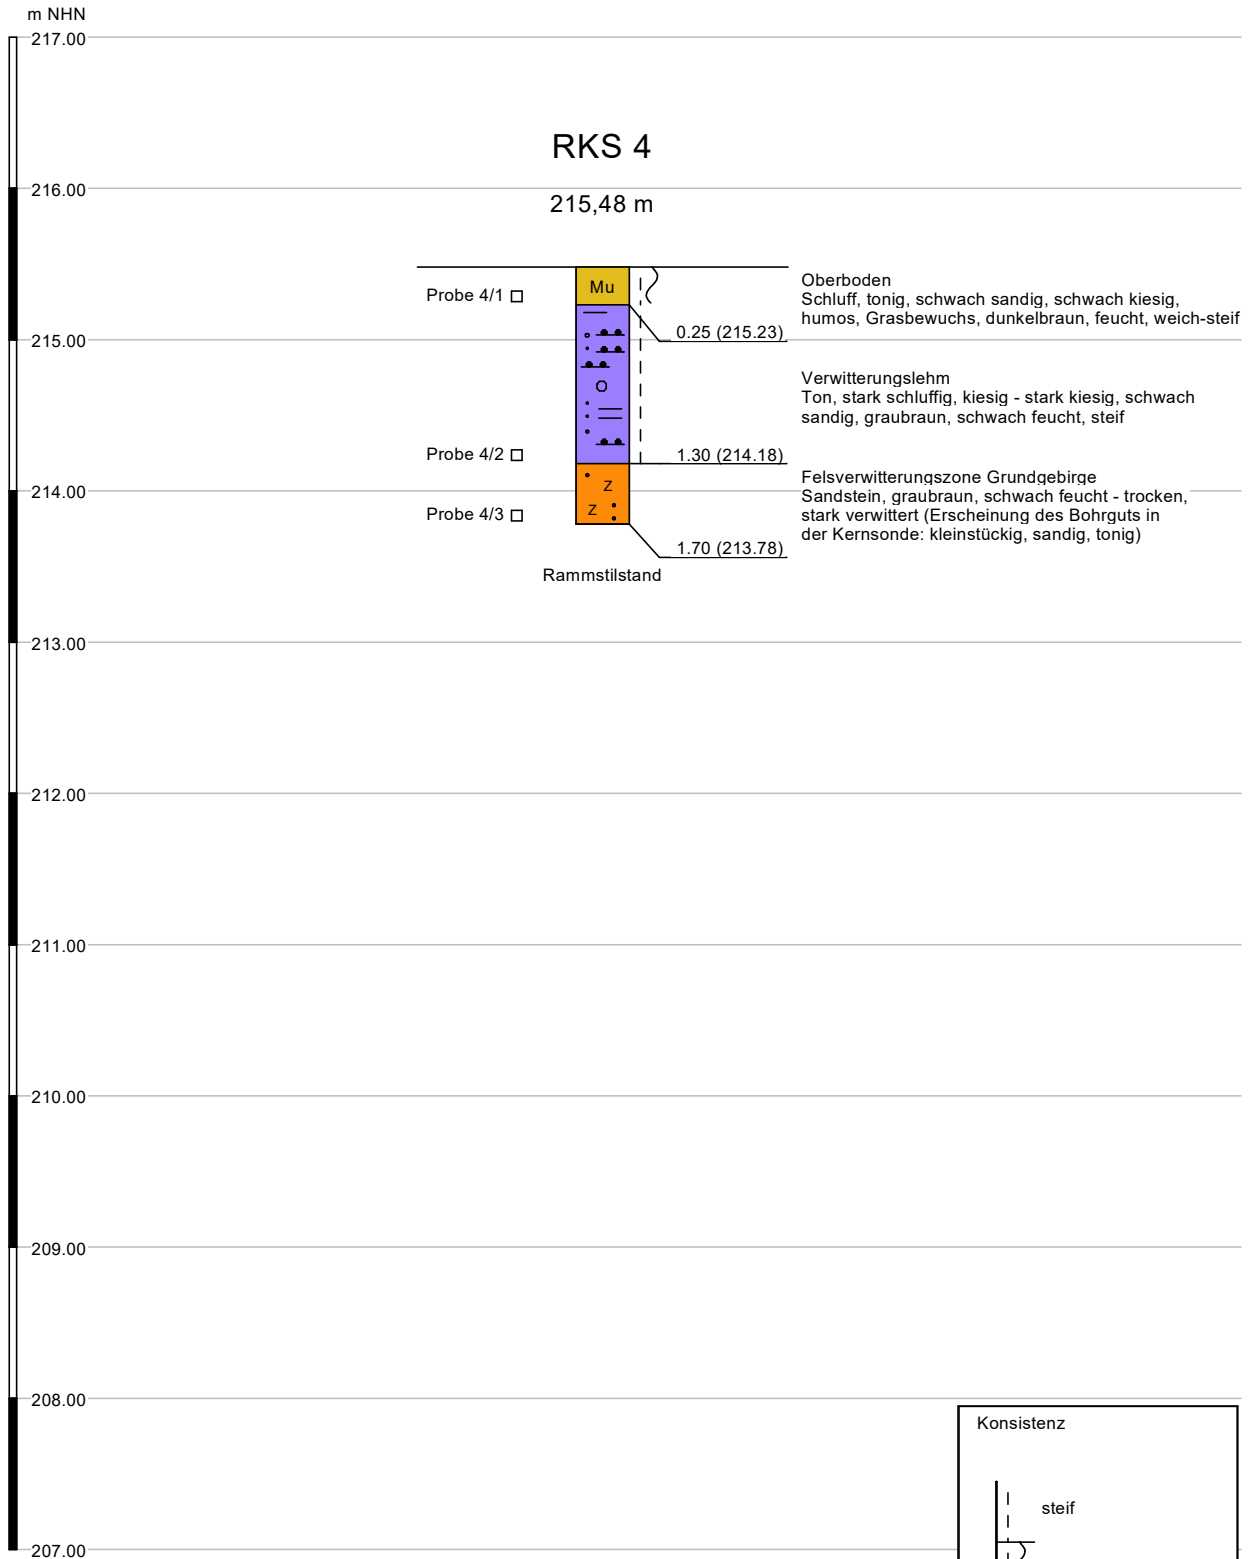 m NHN
217.00
RKS 4
216.00
215,48 m
Oberboden
Schluff, tonig, schwach sandig, schwach kiesig,
humos, Grasbewuchs, dunkelbraun, feucht, weich-steif
Probe 4/1
Mu
0.25 (215.23)
215.00
Verwitterungslehm
Ton, stark schluffig, kiesig - stark kiesig, schwach
sandig, graubraun, schwach feucht, steif
Probe 4/2
1.30 (214.18)
Felsverwitterungszone Grundgebirge
Sandstein, graubraun, schwach feucht - trocken,
stark verwittert (Erscheinung des Bohrguts in
der Kernsonde: kleinstückig, sandig, tonig)
214.00
Z
Z
Probe 4/3
1.70 (213.78)
Rammstilstand
213.00
212.00
211.00
210.00
209.00
208.00
Konsistenz
steif
207.00